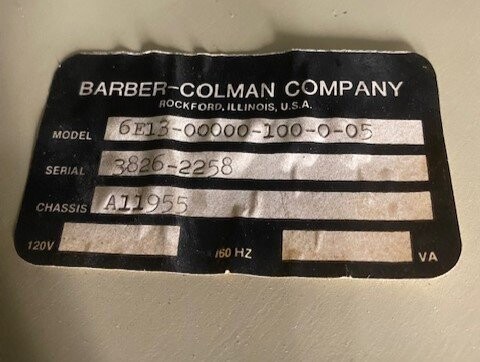 BARBER-COLMAN COMPANY
ROCKFORD, ILLINOIS, U.S.A.
MODEL 6E13-00000-100-0-05
SERIAL 3826-2258
CHASSIS A11955
120V /60 HZ VA